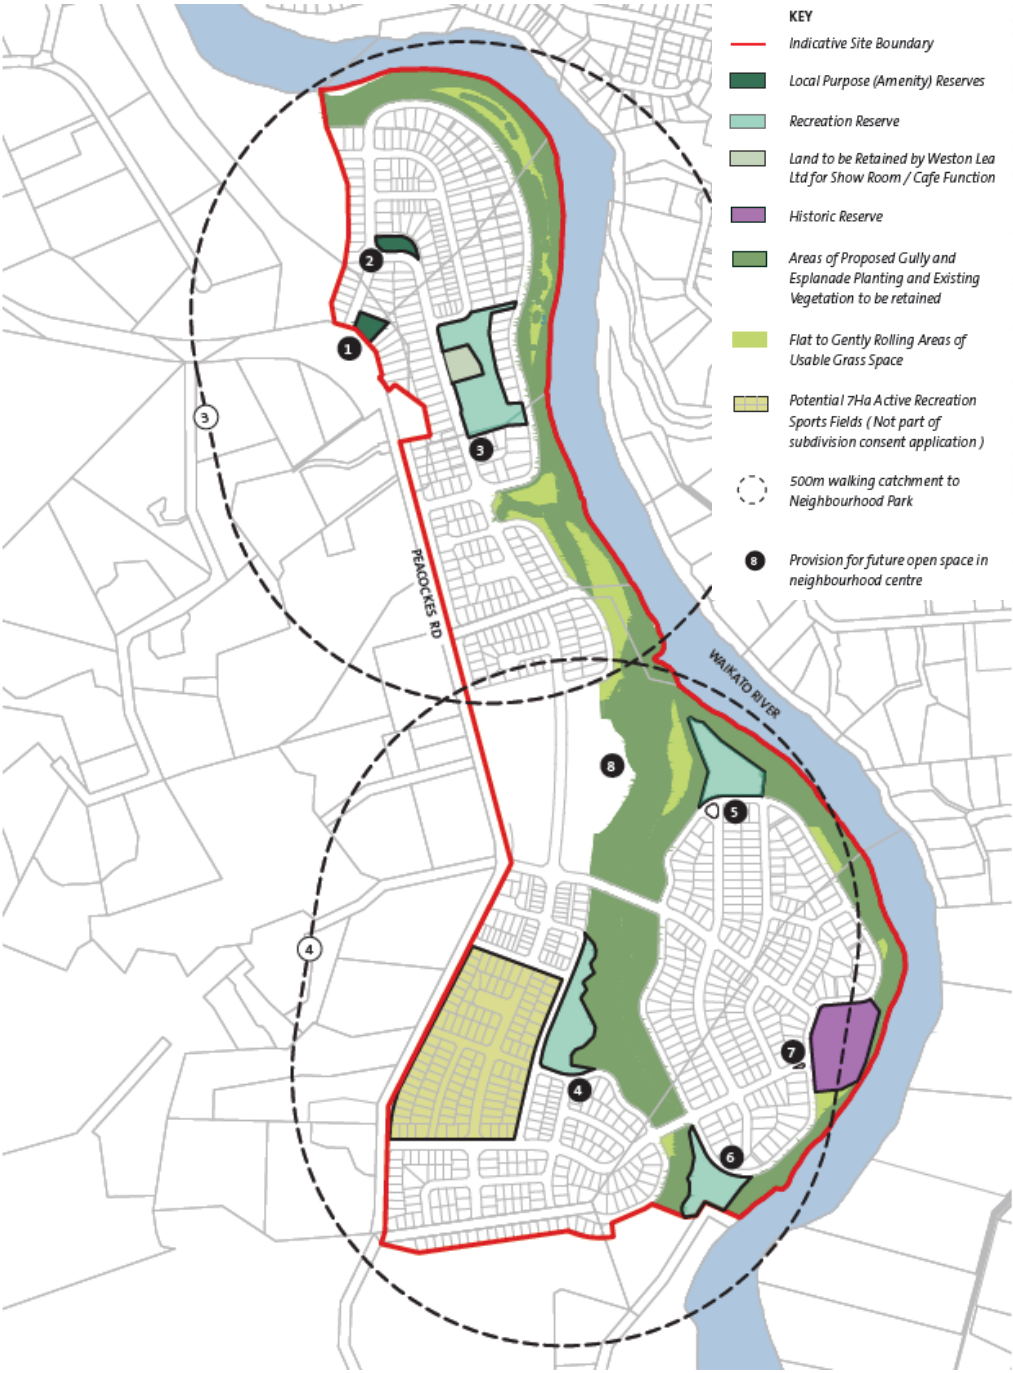 KEY
Indicative Site Boundary
Local Purpose (Amenity) Reserves
Recreation Reserve
Land to be Retained by Weston Lea
Ltd for Show Room / Cafe Function
Historic Reserve
Areas of Proposed Gully and
Esplanade Planting and Existing
Vegetation to be retained
Flat to Gently Rolling Areas of
Usable Grass Space
Potential 7Ha Active Recreation
Sports Fields ( Not part of
subdivision consent application )
500m walking catchment to
Neighbourhood Park
8
Provision for future open space in
neighbourhood centre
2
1
3
3
PEACOCKES RD
WAIKATO RIVER
8
5
4
7
4
6